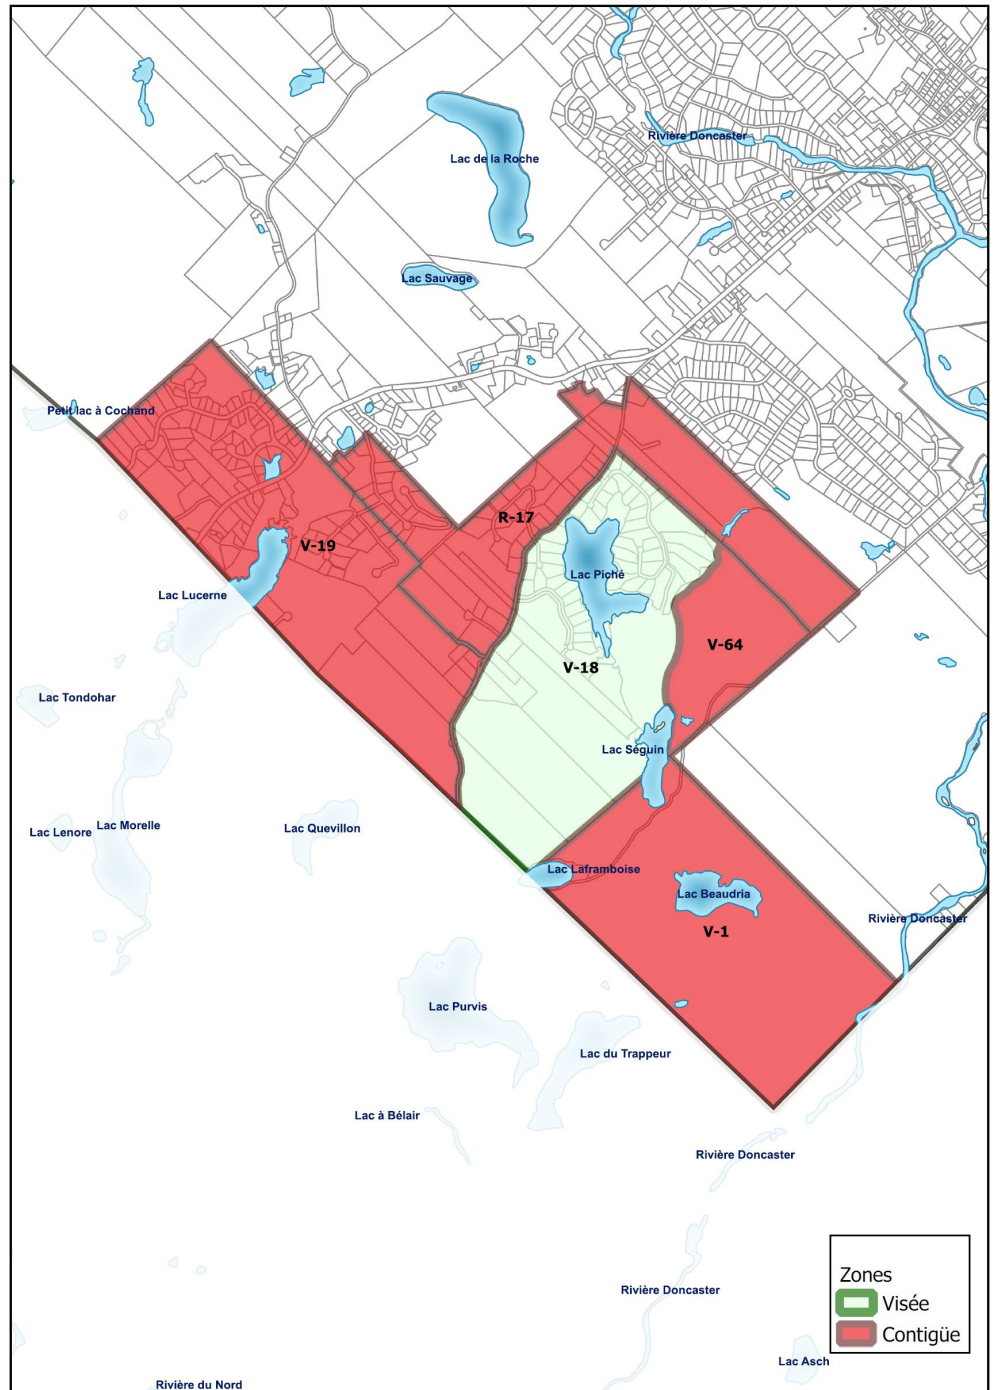 Rivière Doncaster
Lac de la Roche
Lac Sauvage
Petit lac à Cochand
R-17
V-19
Lac Piché
Lac Lucerne
V-64
V-18
Lac Tondohar
Lac Séguin
Lac Lenore
Lac Morelle
Lac Quevillon
Lac Laframboise
Lac Beaudria
Rivière Doncaster
V-1
Lac Purvis
Lac du Trappeur
Lac à Bélair
Rivière Doncaster
Rivière Doncaster
Zones
Visée
Contigüe
Lac Asch
Rivière du Nord